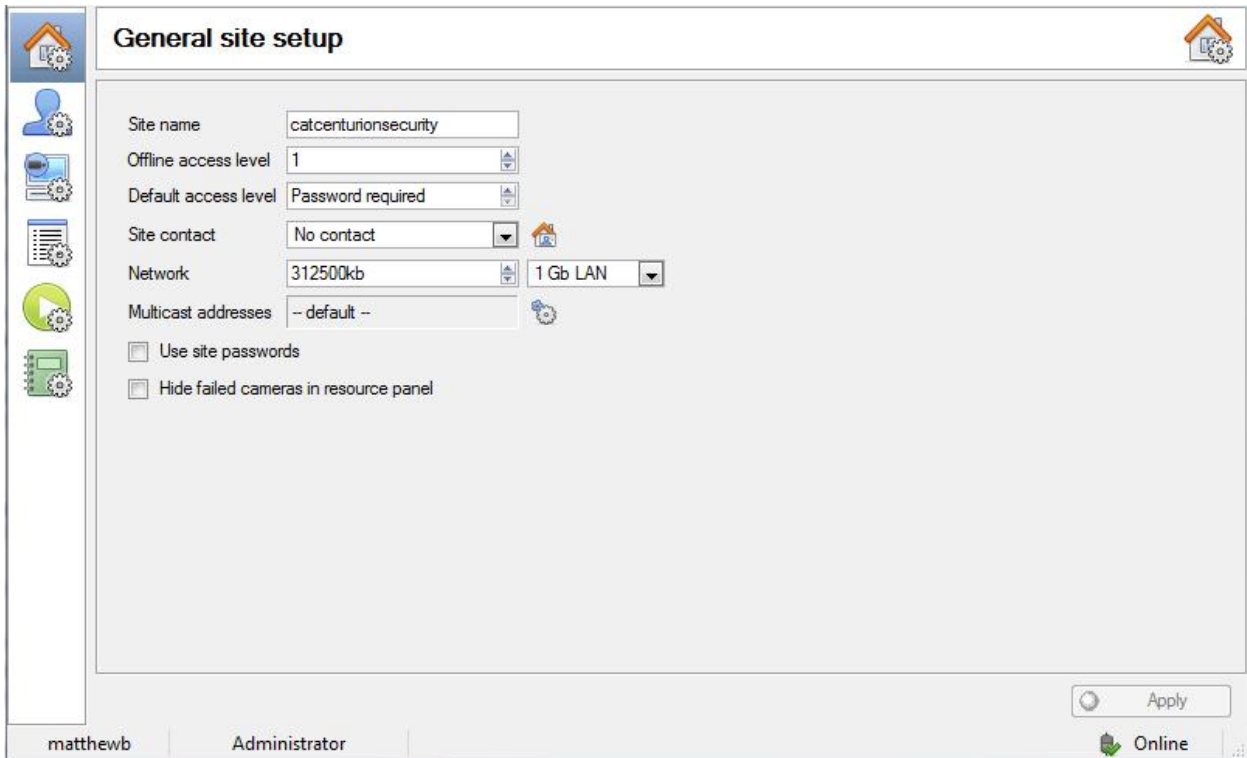 General site setup
Site name catcenturionsecurity
Offline access level 1
Default access level Password required
Site contact No contact
Network 312500kb 1 Gb LAN
Multicast addresses -- default --
Use site passwords
Hide failed cameras in resource panel
Apply
matthewb Administrator Online